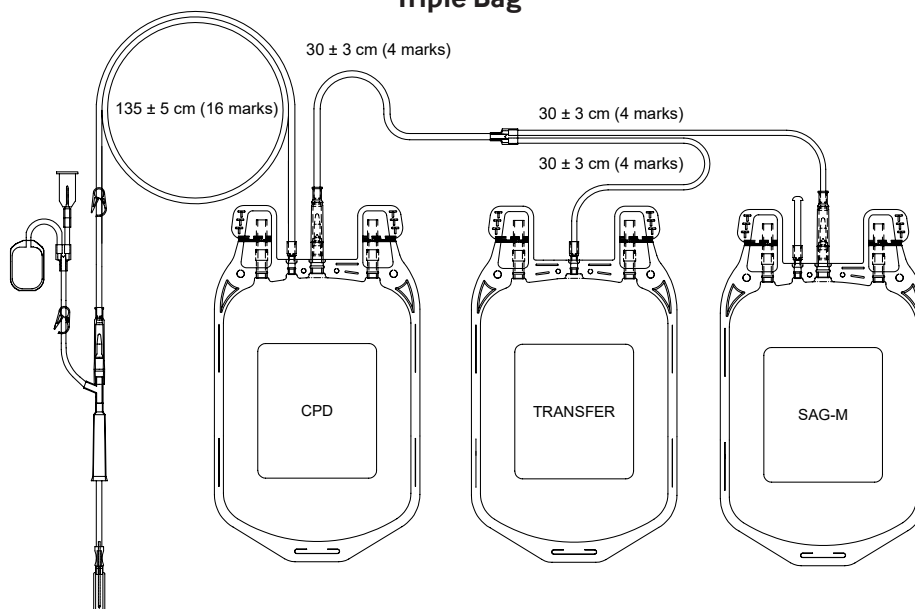 Triple Bag
30 ± 3 cm (4 marks)
135 ± 5 cm (16 marks)
30 ± 3 cm (4 marks)
30 ± 3 cm (4 marks)
CPD
TRANSFER
SAG-M